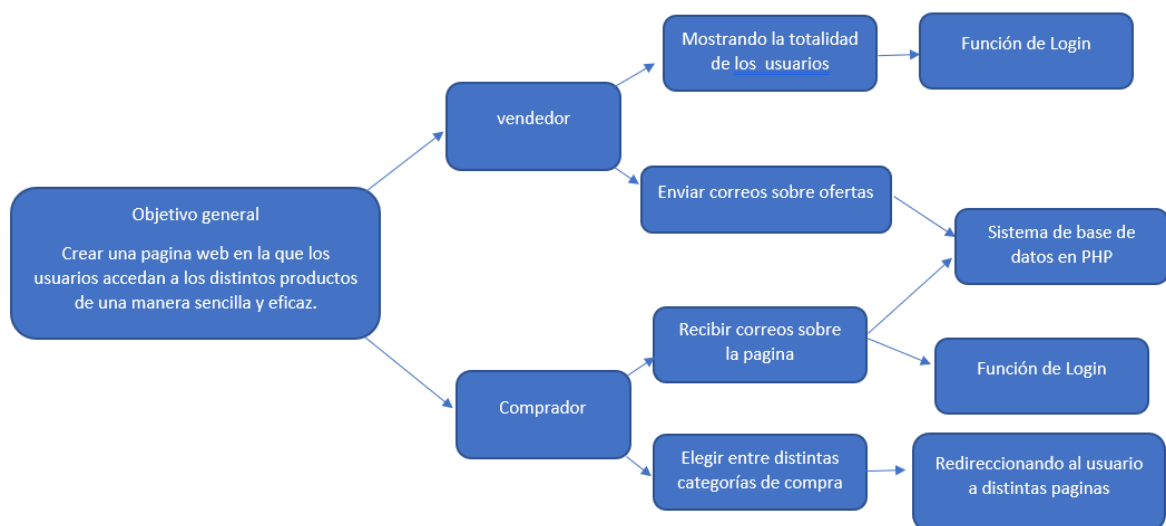 Objetivo general
Crear una pagina web en la que los
usuarios accedan a los distintos productos
de una manera sencilla y eficaz.
vendedor
Mostrando la totalidad
de los usuarios
Función de Login
Enviar correos sobre ofertas
Sistema de base de
datos en PHP
Comprador
Recibir correos sobre
la pagina
Función de Login
Elegir entre distintas
categorías de compra
Redireccionando al usuario
a distintas paginas